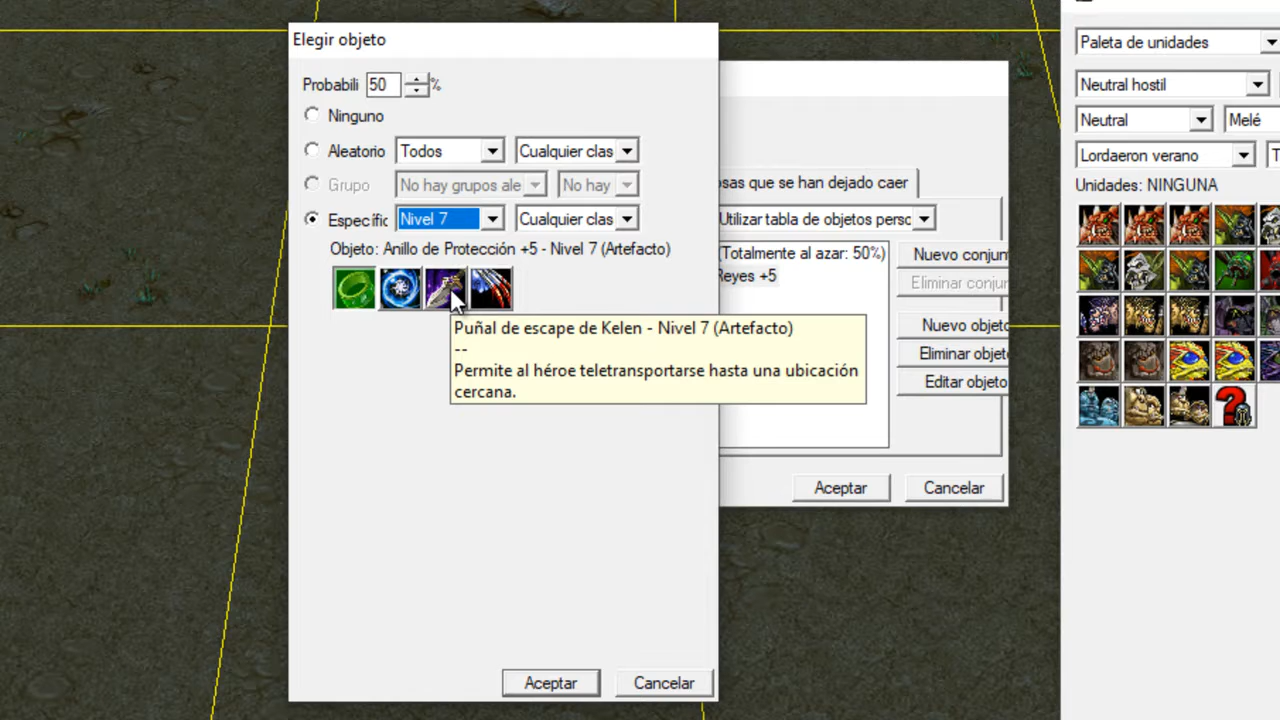 Elegir objeto
Probabili 50 %
Ninguno
Aleatorio Todos Cualquier clas
Grupo No hay grupos ale No hay
Específic Nivel 7 Cualquier clas
Objeto: Anillo de Protección +5 - Nivel 7 (Artefacto)
Puñal de escape de Kelen - Nivel 7 (Artefacto)
--
Permite al héroe teletransportarse hasta una ubicación
cercana.
Aceptar Cancelar
osas que se han dejado caer
Utilizar tabla de objetos perso
(Totalmente al azar: 50%)
Reyes +5
Nuevo conjun
Eliminar conjun
Nuevo objeto
Eliminar objeto
Editar objeto
Aceptar Cancelar
Paleta de unidades
Neutral hostil
Neutral Melé
Lordaeron verano T
Unidades: NINGUNA